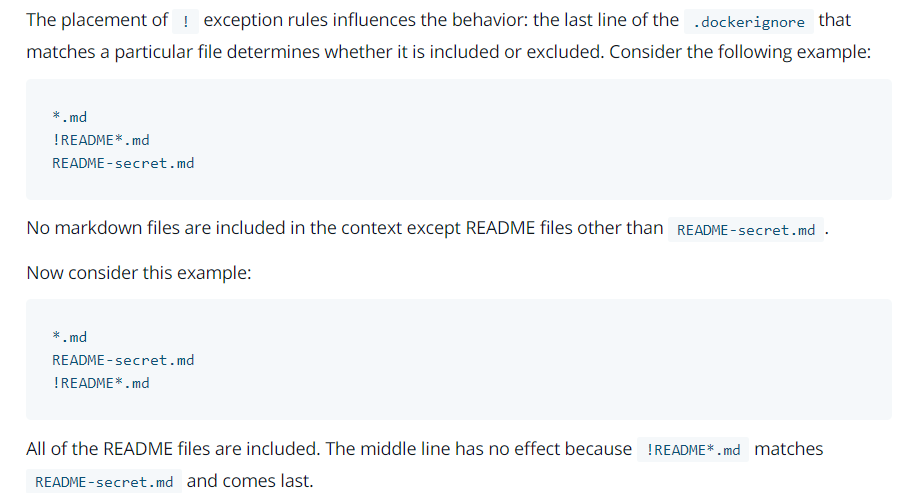 The placement of ! exception rules influences the behavior: the last line of the .dockerignore that
matches a particular file determines whether it is included or excluded. Consider the following example:
*.md
!README*.md
README-secret.md
No markdown files are included in the context except README files other than README-secret.md .
Now consider this example:
*.md
README-secret.md
!README*.md
All of the README files are included. The middle line has no effect because !README*.md matches
README-secret.md and comes last.